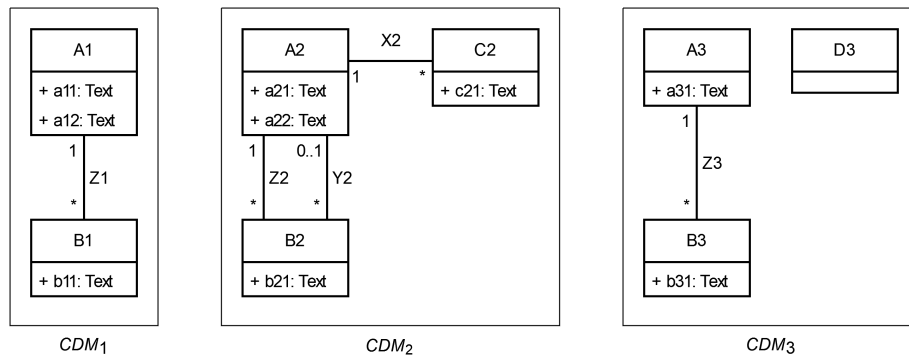 A1
+ a11: Text
+ a12: Text
1
Z1
*
B1
+ b11: Text
CDM1
A2
+ a21: Text
+ a22: Text
X2
1
*
C2
+ c21: Text
1
0..1
Z2
Y2
*
*
B2
+ b21: Text
CDM2
A3
+ a31: Text
D3
1
Z3
*
B3
+ b31: Text
CDM3